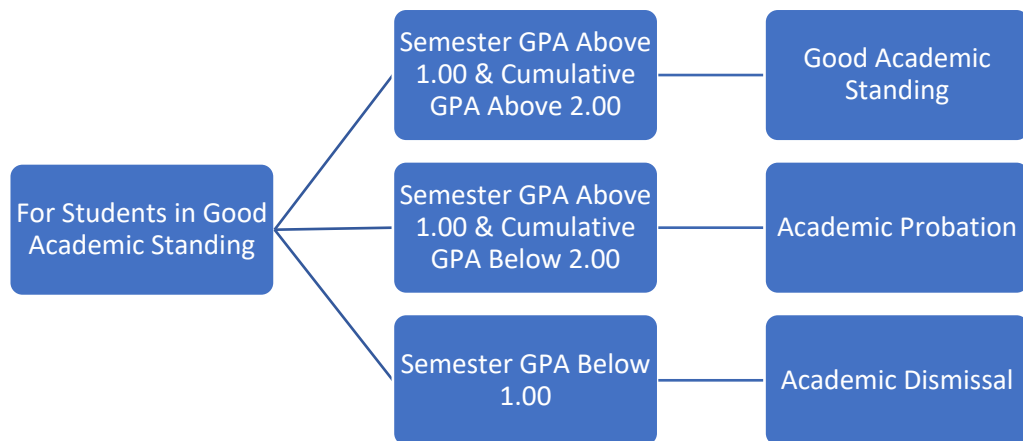 For Students in Good
Academic Standing
Semester GPA Above
1.00 & Cumulative
GPA Above 2.00
Good Academic
Standing
Semester GPA Above
1.00 & Cumulative
GPA Below 2.00
Academic Probation
Semester GPA Below
1.00
Academic Dismissal